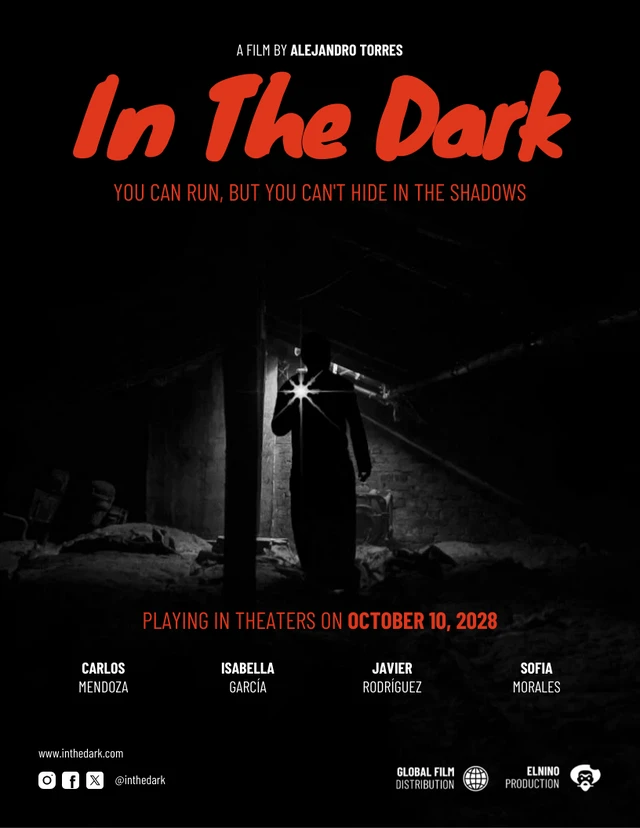 A FILM BY ALEJANDRO TORRES
In The Dark
YOU CAN RUN, BUT YOU CAN'T HIDE IN THE SHADOWS
PLAYING IN THEATERS ON OCTOBER 10, 2028
CARLOS
MENDOZA
ISABELLA
GARCÍA
JAVIER
RODRÍGUEZ
SOFIA
MORALES
www.inthedark.com
@inthedark
GLOBAL FILM
DISTRIBUTION
ELNINO
PRODUCTION